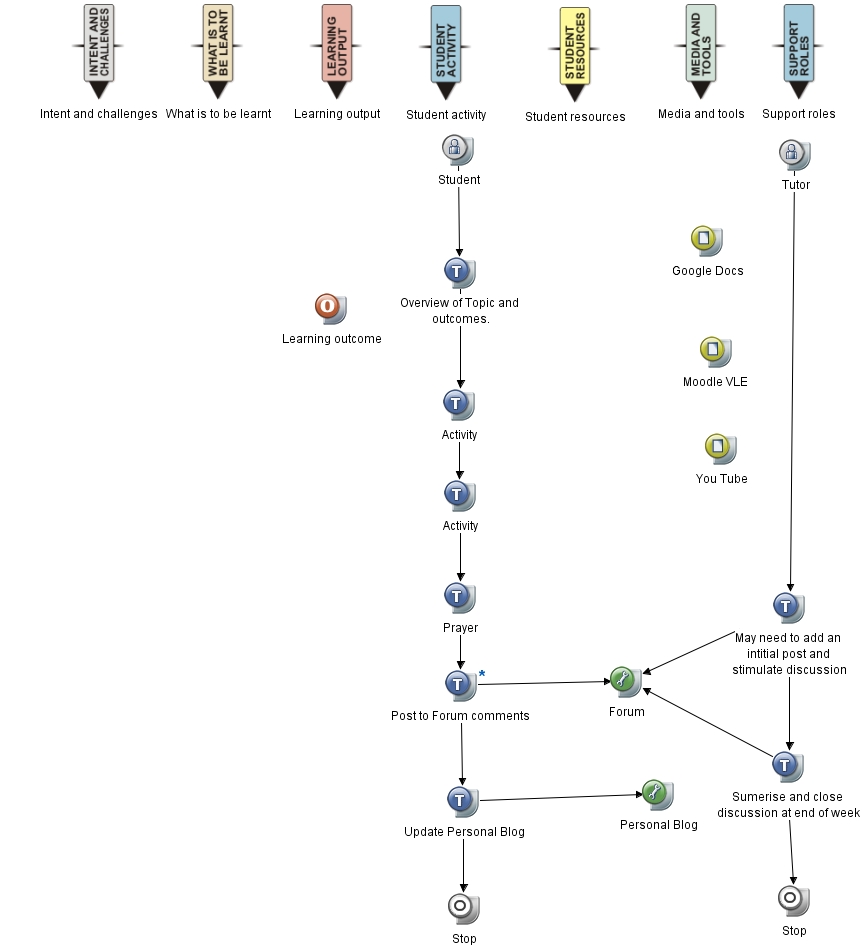 INTENT AND
CHALLENGES
WHAT IS TO
BE LEARNT
LEARNING
OUTPUT
STUDENT
ACTIVITY
STUDENT
RESOURCES
MEDIA AND
TOOLS
SUPPORT
ROLES
Intent and challenges
What is to be learnt
Learning output
Student activity
Student resources
Media and tools
Support roles
Student
Tutor
Google Docs
T
Overview of Topic and
outcomes.
O
Learning outcome
Moodle VLE
T
Activity
You Tube
T
Activity
T
Prayer
T
May need to add an
intitial post and
stimulate discussion
T *
Post to Forum comments
Forum
T
Sumerise and close
discussion at end of week
T
Update Personal Blog
Personal Blog
Stop
Stop